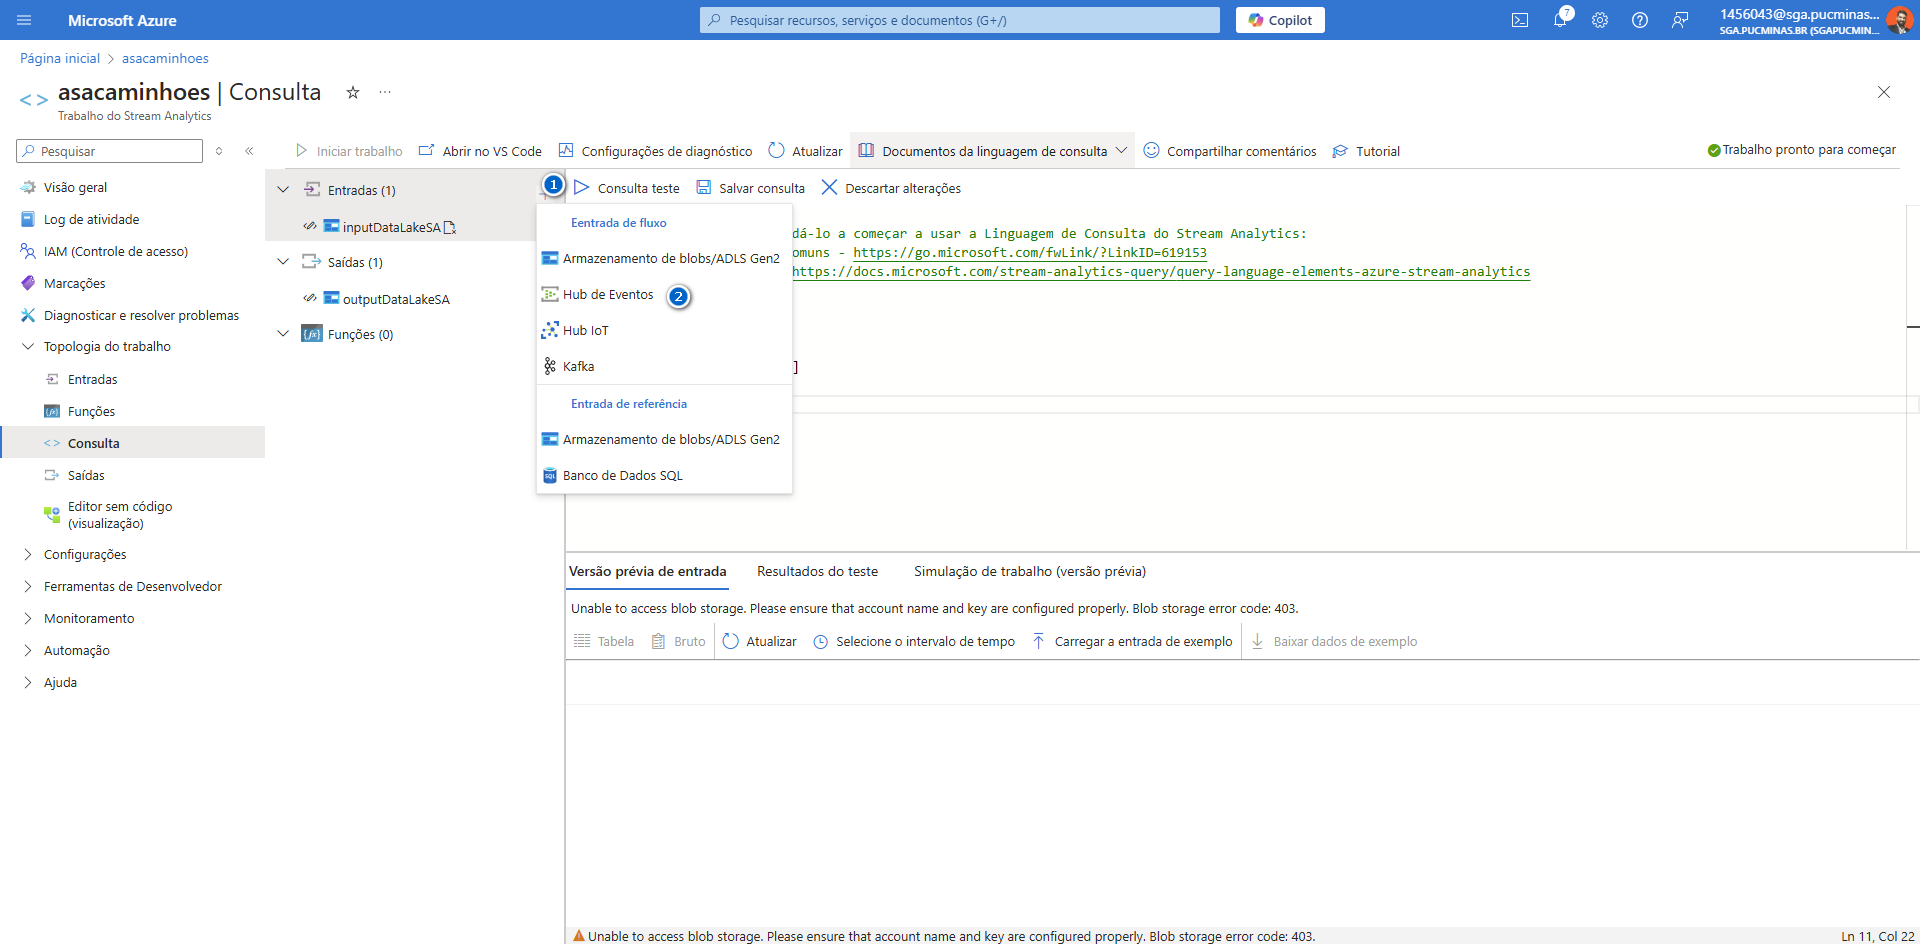 Microsoft Azure
Pesquisar recursos, serviços e documentos (G+/)
Copilot
7
1456043@sga.pucminas...
SGA.PUCMINAS.BR (SGAPUCMIN...
Página inicial > asacaminhoes
asacaminhoes | Consulta
Trabalho do Stream Analytics
Pesquisar
Iniciar trabalho
Abrir no VS Code
Configurações de diagnóstico
Atualizar
Documentos da linguagem de consulta
Compartilhar comentários
Tutorial
Trabalho pronto para começar
Visão geral
Log de atividade
IAM (Controle de acesso)
Marcações
Diagnosticar e resolver problemas
Topologia do trabalho
Entradas
Funções
Consulta
Saídas
Editor sem código
(visualização)
Configurações
Ferramentas de Desenvolvedor
Monitoramento
Automação
Ajuda
Entradas (1)
inputDataLakeSA
Saídas (1)
outputDataLakeSA
Funções (0)
1
Consulta teste
Salvar consulta
Descartar alterações
Eentrada de fluxo
Armazenamento de blobs/ADLS Gen2
Hub de Eventos
2
Hub IoT
Kafka
Entrada de referência
Armazenamento de blobs/ADLS Gen2
Banco de Dados SQL
dá-lo a começar a usar a Linguagem de Consulta do Stream Analytics:
omuns - https://go.microsoft.com/fwLink/?LinkID=619153
https://docs.microsoft.com/stream-analytics-query/query-language-elements-azure-stream-analytics
]
Versão prévia de entrada
Resultados do teste
Simulação de trabalho (versão prévia)
Unable to access blob storage. Please ensure that account name and key are configured properly. Blob storage error code: 403.
Tabela
Bruto
Atualizar
Selecione o intervalo de tempo
Carregar a entrada de exemplo
Baixar dados de exemplo
Unable to access blob storage. Please ensure that account name and key are configured properly. Blob storage error code: 403.
Ln 11, Col 22